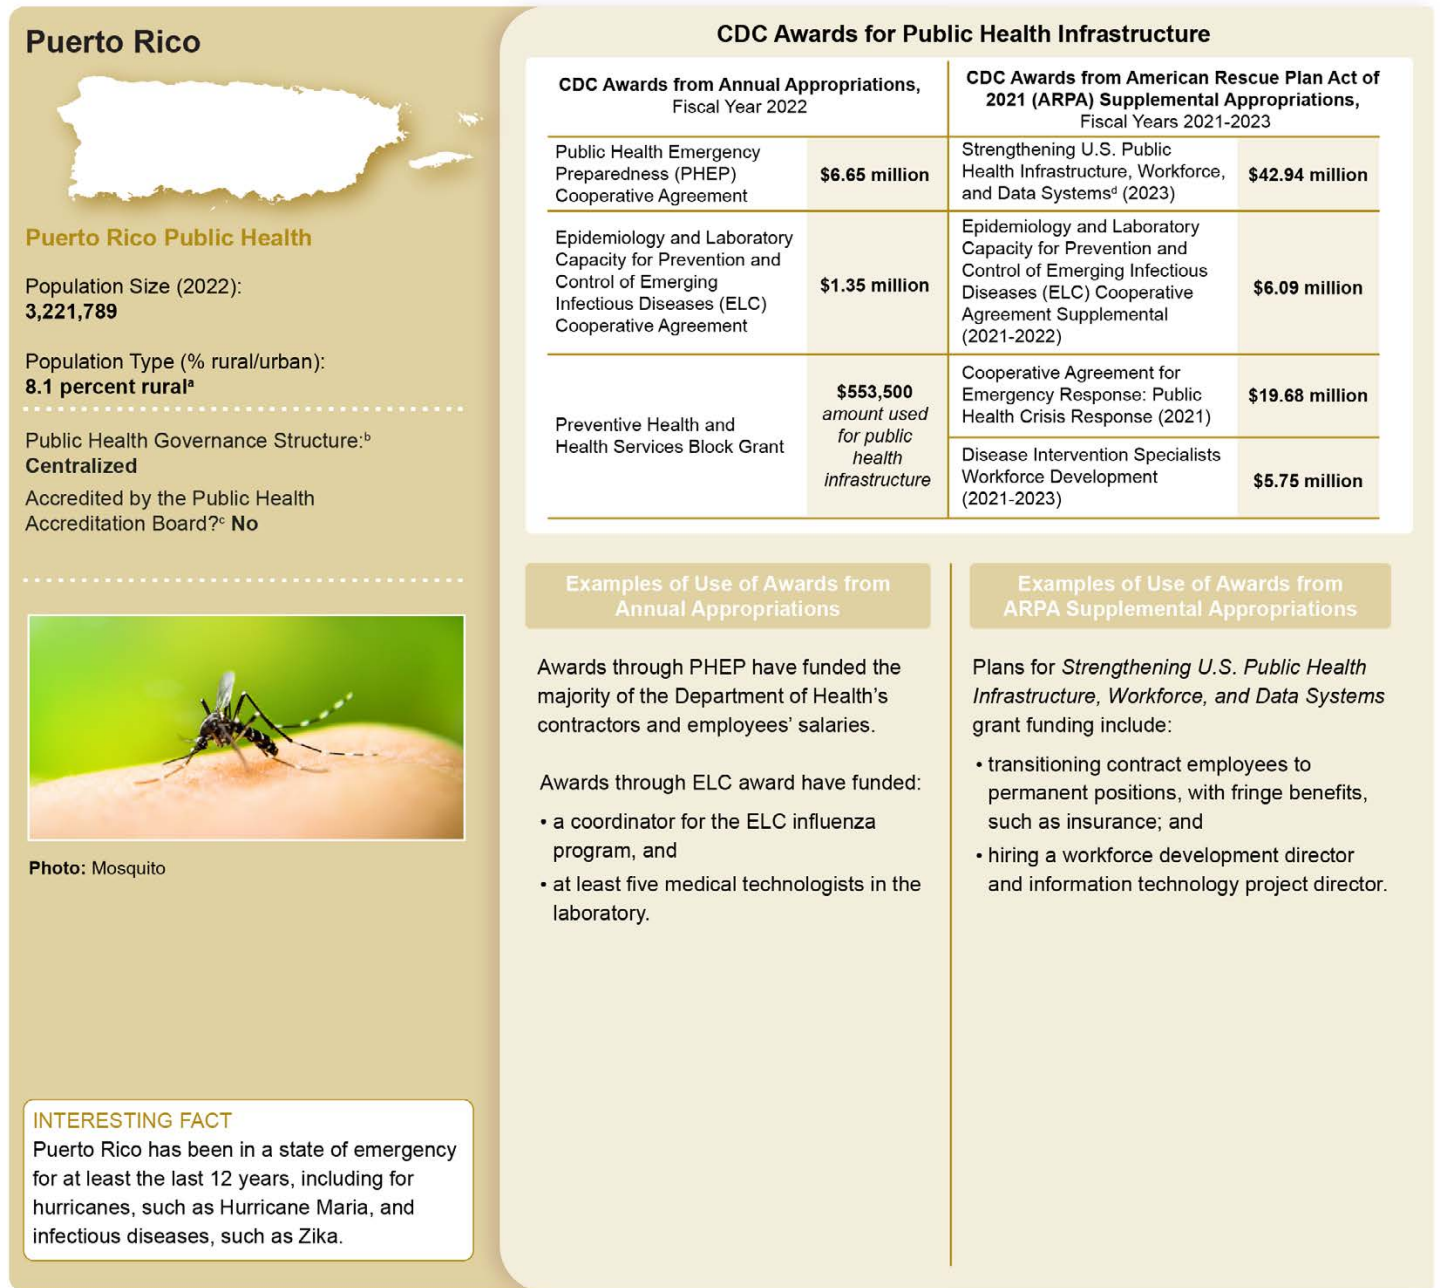 Puerto Rico
Puerto Rico Public Health
Population Size (2022):
3,221,789
Population Type (% rural/urban):
8.1 percent ruralᵃ
Public Health Governance Structure:ᵇ
Centralized
Accredited by the Public Health
Accreditation Board?ᶜ No
Photo: Mosquito
INTERESTING FACT
Puerto Rico has been in a state of emergency
for at least the last 12 years, including for
hurricanes, such as Hurricane Maria, and
infectious diseases, such as Zika.
CDC Awards for Public Health Infrastructure
CDC Awards from Annual Appropriations,
Fiscal Year 2022
Public Health Emergency
Preparedness (PHEP)
Cooperative Agreement
$6.65 million
Epidemiology and Laboratory
Capacity for Prevention and
Control of Emerging
Infectious Diseases (ELC)
Cooperative Agreement
$1.35 million
Preventive Health and
Health Services Block Grant
$553,500
amount used
for public
health
infrastructure
CDC Awards from American Rescue Plan Act of
2021 (ARPA) Supplemental Appropriations,
Fiscal Years 2021-2023
Strengthening U.S. Public
Health Infrastructure, Workforce,
and Data Systemsᵈ (2023)
$42.94 million
Epidemiology and Laboratory
Capacity for Prevention and
Control of Emerging Infectious
Diseases (ELC) Cooperative
Agreement Supplemental
(2021-2022)
$6.09 million
Cooperative Agreement for
Emergency Response: Public
Health Crisis Response (2021)
$19.68 million
Disease Intervention Specialists
Workforce Development
(2021-2023)
$5.75 million
Examples of Use of Awards from
Annual Appropriations
Awards through PHEP have funded the
majority of the Department of Health’s
contractors and employees’ salaries.
Awards through ELC award have funded:
• a coordinator for the ELC influenza
program, and
• at least five medical technologists in the
laboratory.
Examples of Use of Awards from
ARPA Supplemental Appropriations
Plans for Strengthening U.S. Public Health
Infrastructure, Workforce, and Data Systems
grant funding include:
• transitioning contract employees to
permanent positions, with fringe benefits,
such as insurance; and
• hiring a workforce development director
and information technology project director.